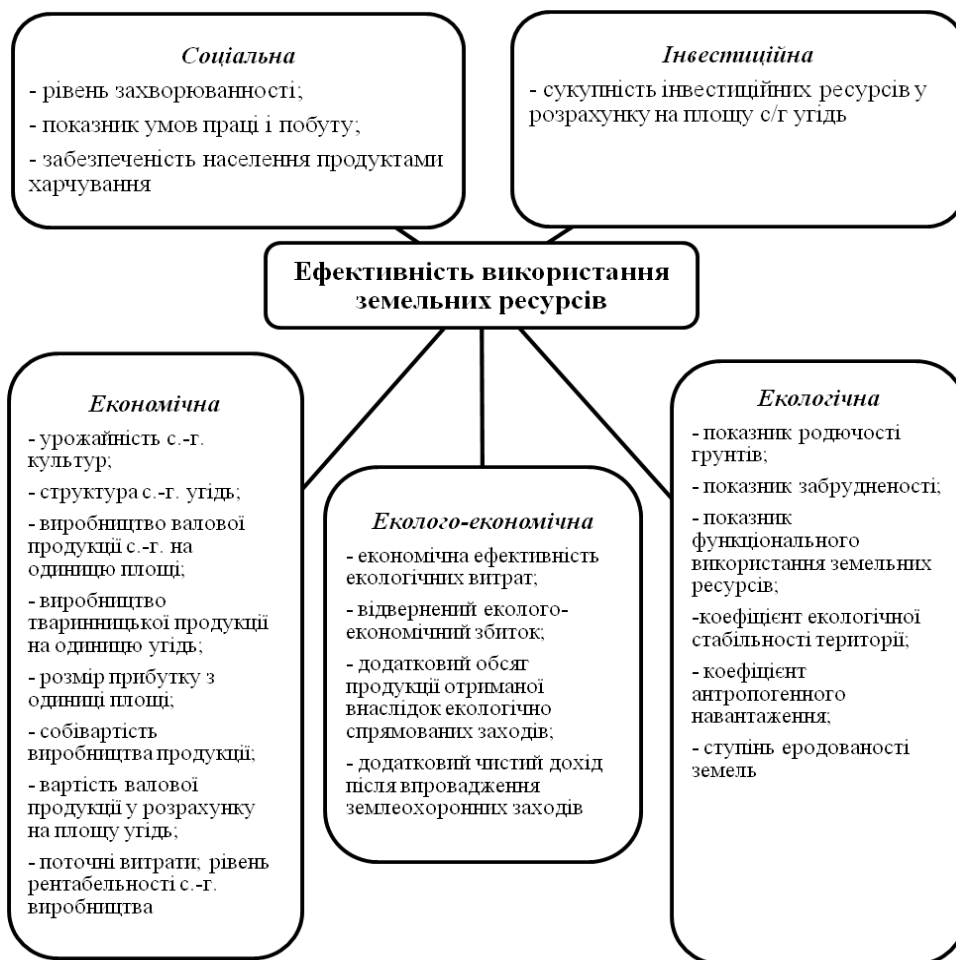 Соціальна
- рівень захворюванності;
- показник умов праці і побуту;
- забезпеченість населення продуктами
харчування
Інвестиційна
- сукупність інвестиційних ресурсів у
розрахунку на площу с/г угідь
Ефективність використання
земельних ресурсів
Економічна
- урожайність с.-г.
культур;
- структура с.-г. угідь;
- виробництво валової
продукції с.-г. на
одиницю площі;
- виробництво
тваринницької продукції
на одиницю угідь;
- розмір прибутку з
одиниці площі;
- собівартість
виробництва продукції;
- вартість валової
продукції у розрахунку
на площу угідь;
- поточні витрати; рівень
рентабельності с.-г.
виробництва
Еколого-економічна
- економічна ефективність
екологічних витрат;
- відвернений еколого-
економічний збиток;
- додатковий обсяг
продукції отриманої
внаслідок екологічно
спрямованих заходів;
- додатковий чистий дохід
після впровадження
землеохоронних заходів
Екологічна
- показник родючості
грунтів;
- показник забрудненості;
- показник
функціонального
використання земельних
ресурсів;
-коефіцієнт екологічної
стабільності території;
- коефіцієнт
антропогенного
навантаження;
- ступінь еродованості
земель